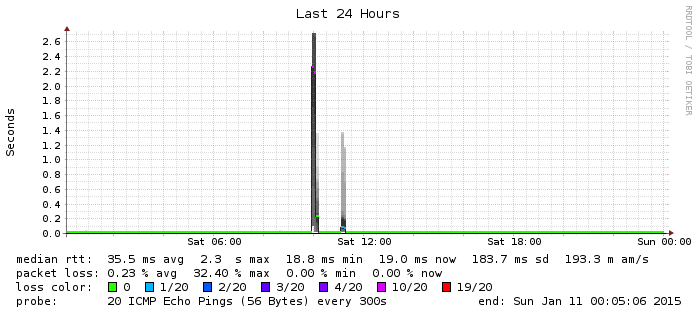 Last 24 Hours
RRDTOOL / TOBI OETIKER
Seconds
2.6
2.4
2.2
2.0
1.8
1.6
1.4
1.2
1.0
0.8
0.6
0.4
0.2
0.0
Sat 06:00 Sat 12:00 Sat 18:00 Sun 00:00
median rtt: 35.5 ms avg 2.3 s max 18.8 ms min 19.0 ms now 183.7 ms sd 193.3 m am/s
packet loss: 0.23 % avg 32.40 % max 0.00 % min 0.00 % now
loss color: 0 1/20 2/20 3/20 4/20 10/20 19/20
probe: 20 ICMP Echo Pings (56 Bytes) every 300s end: Sun Jan 11 00:05:06 2015